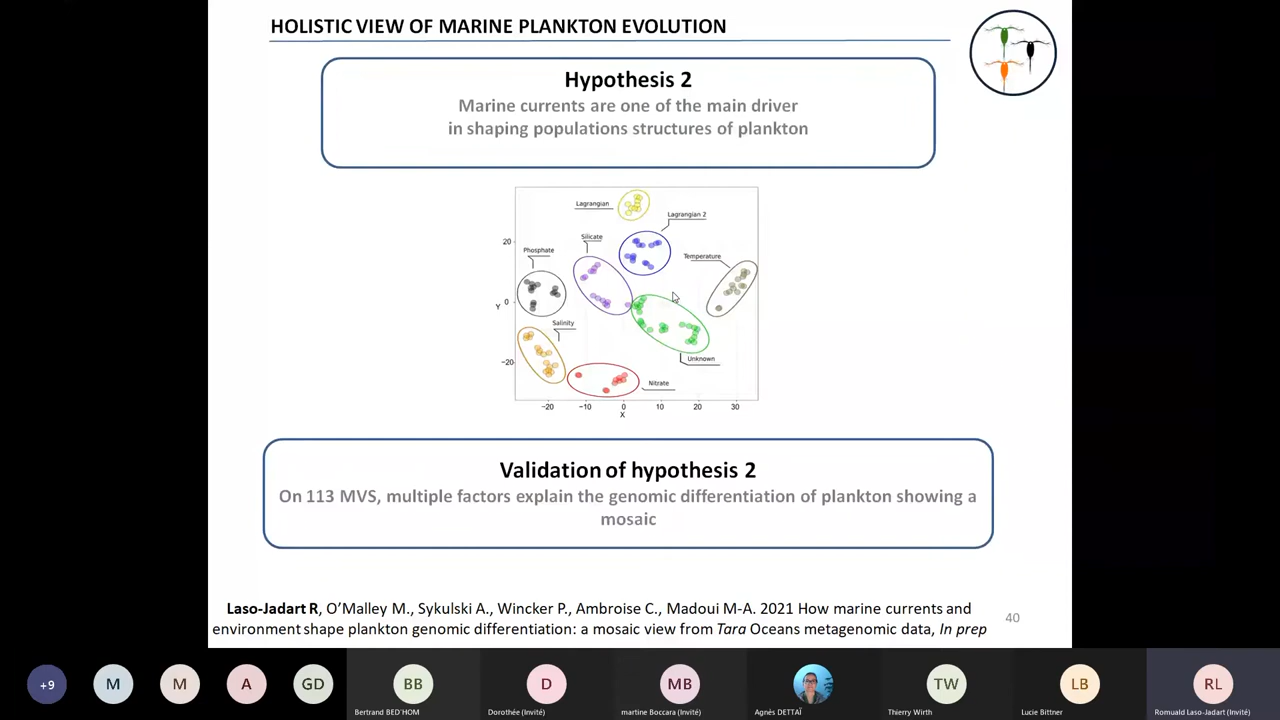 HOLISTIC VIEW OF MARINE PLANKTON EVOLUTION
Hypothesis 2
Marine currents are one of the main driver
in shaping populations structures of plankton
Lagrangian
Lagrangian 2
Silicate
Phosphate
Temperature
Salinity
Unknown
Nitrate
20
0
−20
Y
−20
−10
0
10
20
30
X
Validation of hypothesis 2
On 113 MVS, multiple factors explain the genomic differentiation of plankton showing a
mosaic
Laso-Jadart R, O’Malley M., Sykulski A., Wincker P., Ambroise C., Madoui M-A. 2021 How marine currents and
environment shape plankton genomic differentiation: a mosaic view from Tara Oceans metagenomic data, In prep
40
+9
M
M
A
GD
BB
D
MB
TW
LB
RL
Bertrand BED'HOM
Dorothée (Invité)
martine Boccara (Invité)
Agnès DETTAÏ
Thierry Wirth
Lucie Bittner
Romuald Laso-Jadart (Invité)